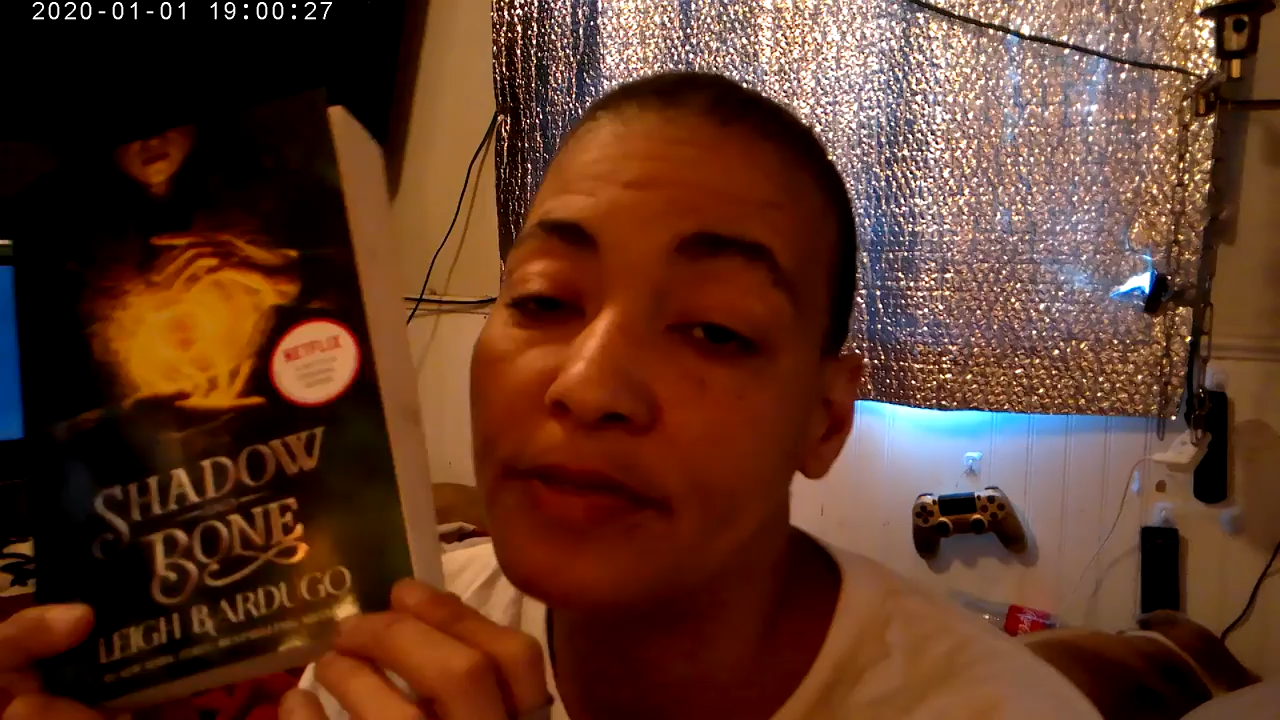 2020-01-01 19:00:27
NETFLIX
SHADOW
BONE
LEIGH BARDUGO